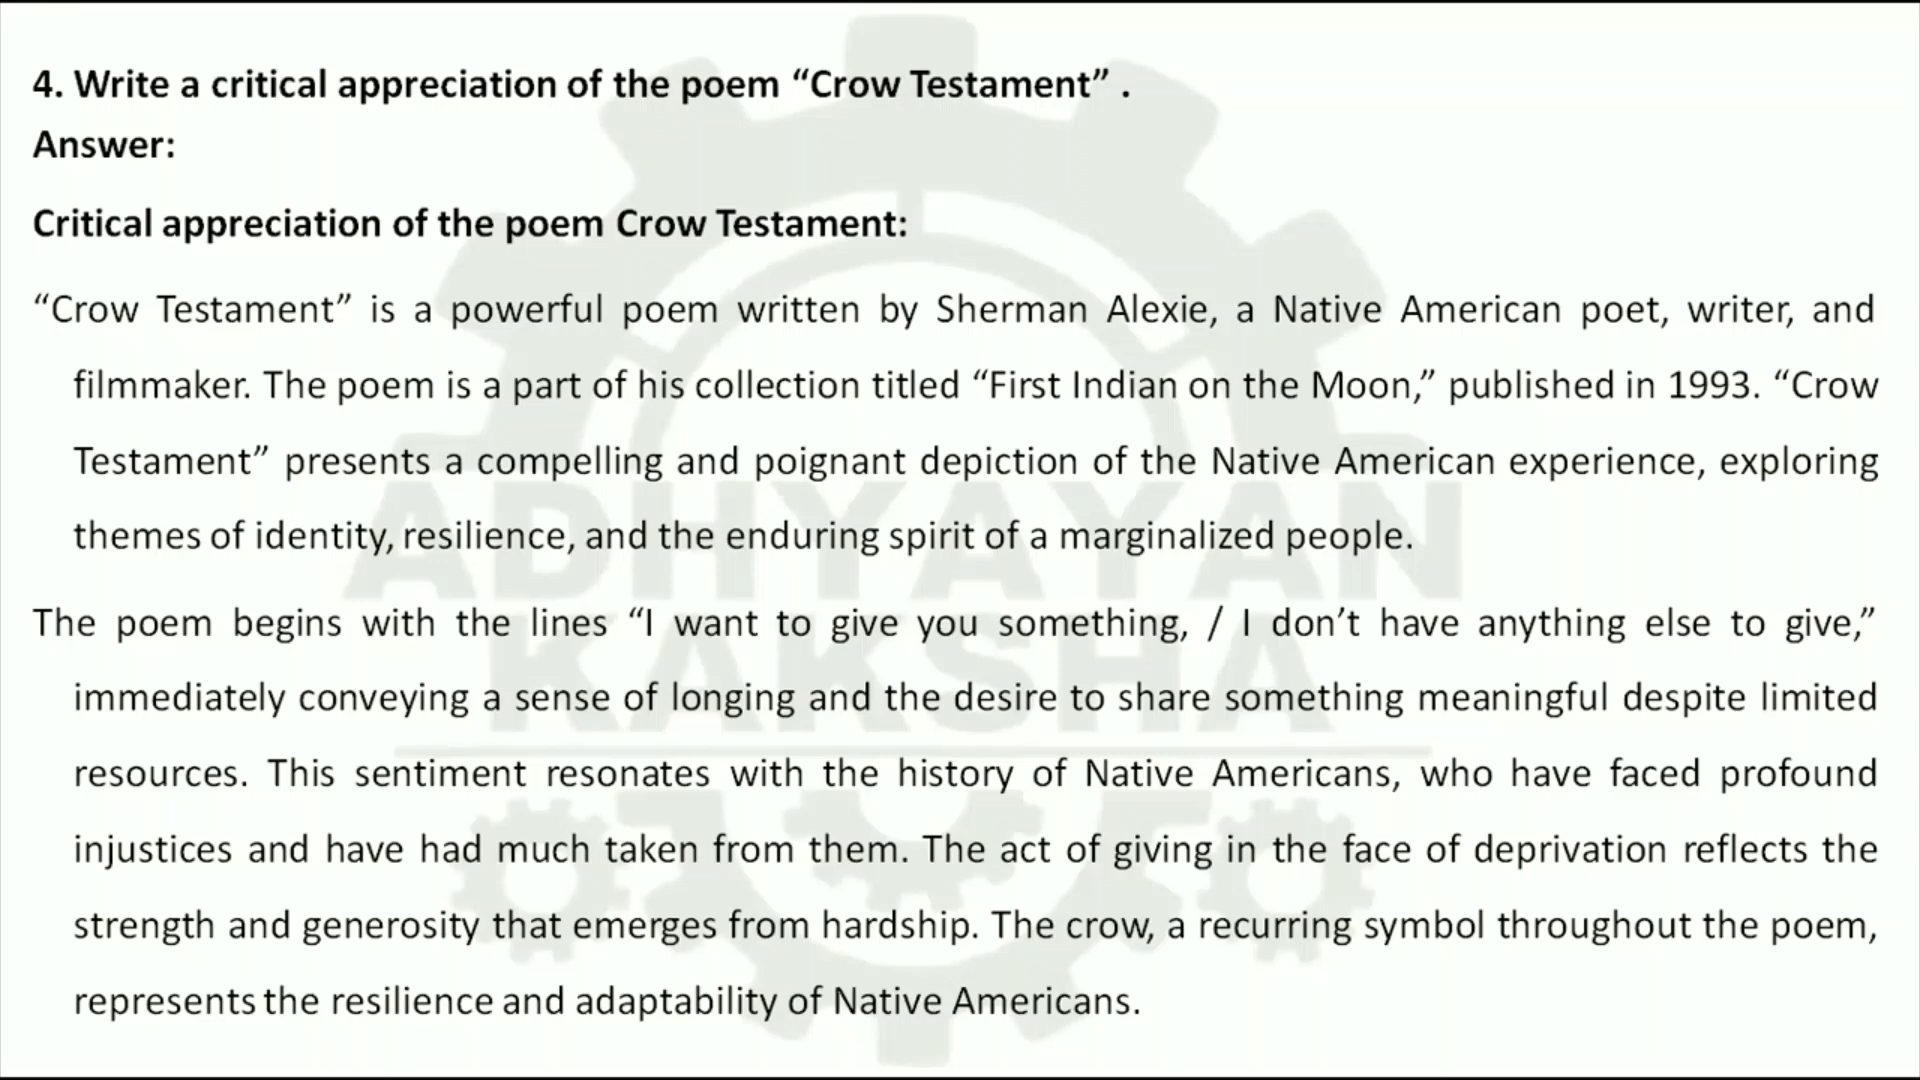 4. Write a critical appreciation of the poem “Crow Testament” .
Answer:
Critical appreciation of the poem Crow Testament:
“Crow Testament” is a powerful poem written by Sherman Alexie, a Native American poet, writer, and
filmmaker. The poem is a part of his collection titled “First Indian on the Moon,” published in 1993. “Crow
Testament” presents a compelling and poignant depiction of the Native American experience, exploring
themes of identity, resilience, and the enduring spirit of a marginalized people.
The poem begins with the lines “I want to give you something, / I don’t have anything else to give,”
immediately conveying a sense of longing and the desire to share something meaningful despite limited
resources. This sentiment resonates with the history of Native Americans, who have faced profound
injustices and have had much taken from them. The act of giving in the face of deprivation reflects the
strength and generosity that emerges from hardship. The crow, a recurring symbol throughout the poem,
represents the resilience and adaptability of Native Americans.
ADHYAYAN
KAKSHA